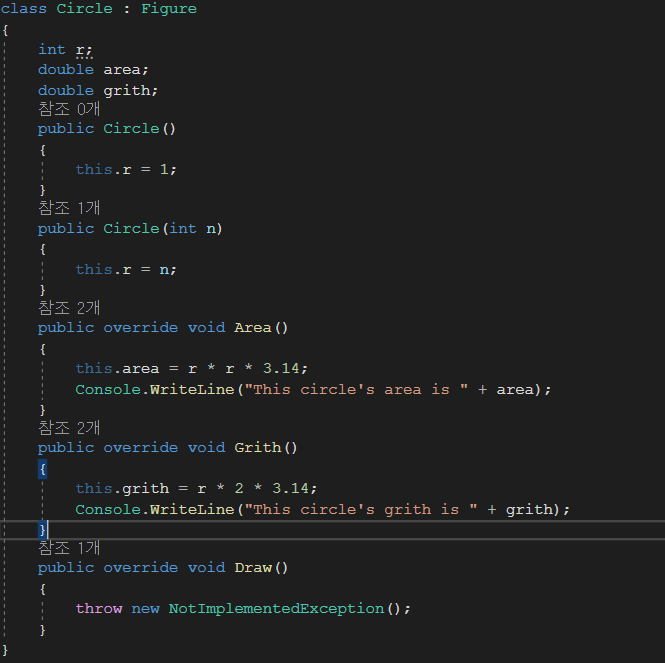 class Circle : Figure
{
int r;
double area;
double grith;
참조 0개
public Circle()
{
this.r = 1;
}
참조 1개
public Circle(int n)
{
this.r = n;
}
참조 2개
public override void Area()
{
this.area = r * r * 3.14;
Console.WriteLine("This circle's area is " + area);
}
참조 2개
public override void Grith()
{
this.grith = r * 2 * 3.14;
Console.WriteLine("This circle's grith is " + grith);
}
참조 1개
public override void Draw()
{
throw new NotImplementedException();
}
}